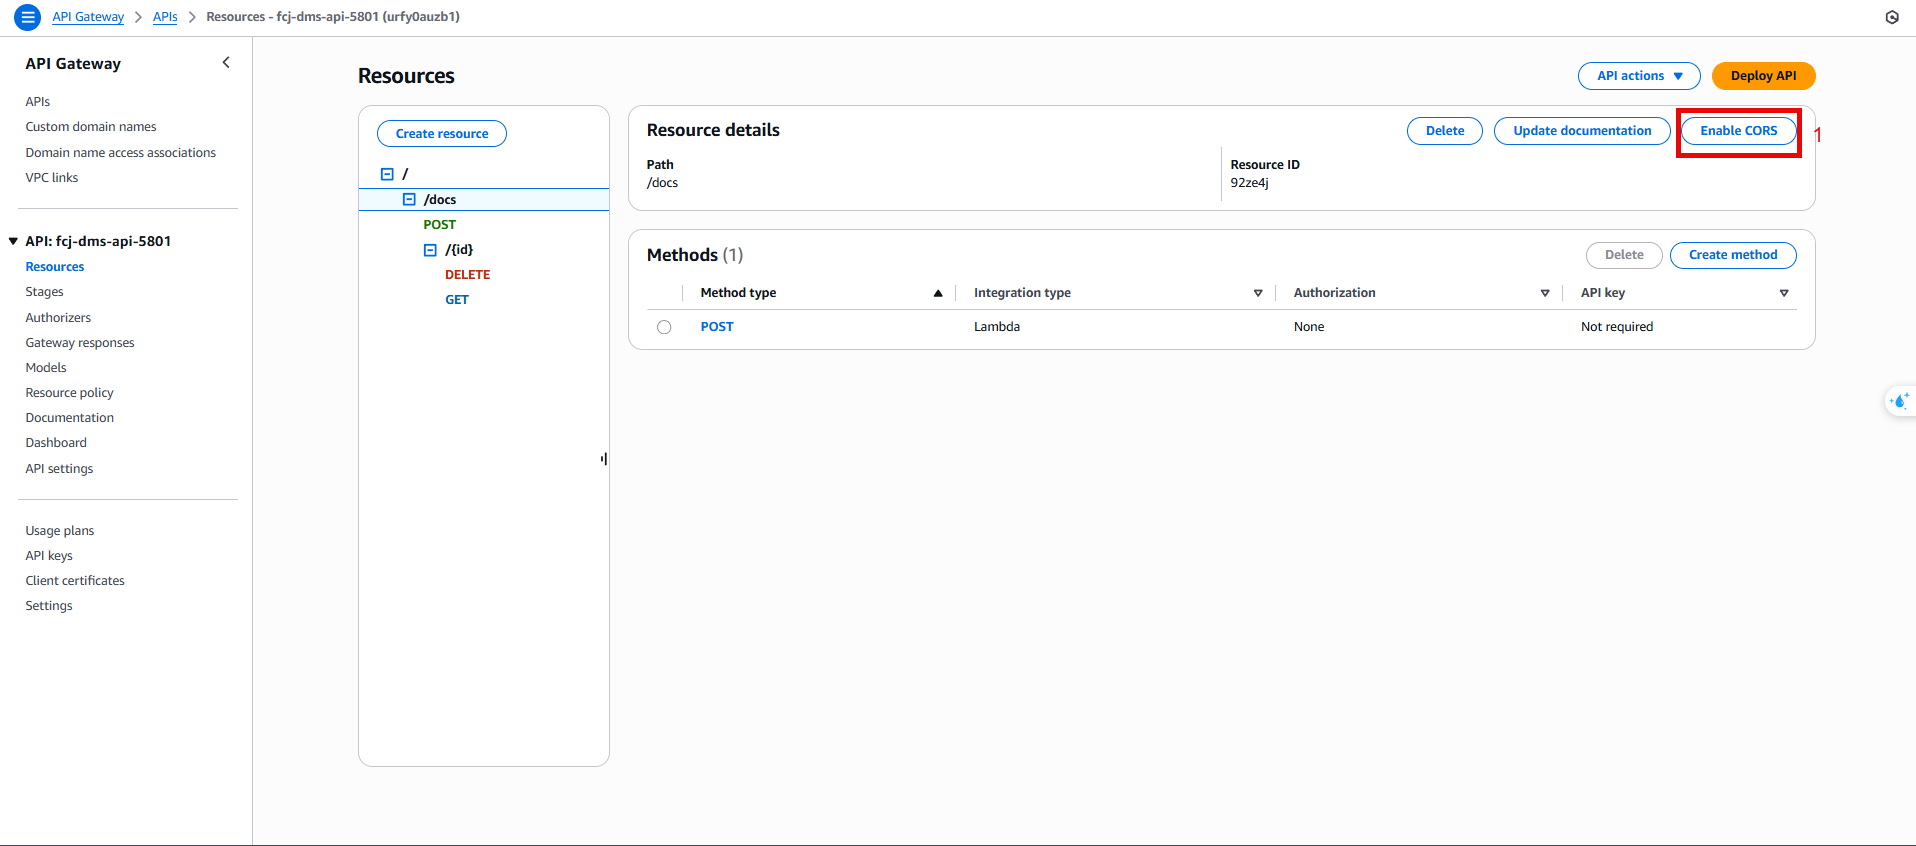 API Gateway > APIs > Resources - fcj-dms-api-5801 (urfy0auzb1)
API Gateway
APIs
Custom domain names
Domain name access associations
VPC links
API: fcj-dms-api-5801
Resources
Stages
Authorizers
Gateway responses
Models
Resource policy
Documentation
Dashboard
API settings
Usage plans
API keys
Client certificates
Settings
Resources
API actions
Deploy API
Create resource
/
/docs
POST
/{id}
DELETE
GET
Resource details
Delete
Update documentation
Enable CORS
1
Path
/docs
Resource ID
92ze4j
Methods (1)
Delete
Create method
Method type
Integration type
Authorization
API key
POST
Lambda
None
Not required